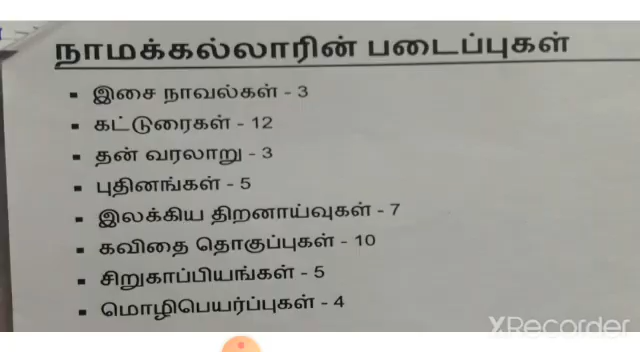 நாமக்கல்லாரின் படைப்புகள்
▪ இசை நாவல்கள் - 3
▪ கட்டுரைகள் - 12
▪ தன் வரலாறு - 3
▪ புதினங்கள் - 5
▪ இலக்கிய திறனாய்வுகள் - 7
▪ கவிதை தொகுப்புகள் - 10
▪ சிறுகாப்பியங்கள் - 5
▪ மொழிபெயர்ப்புகள் - 4
XRecorder